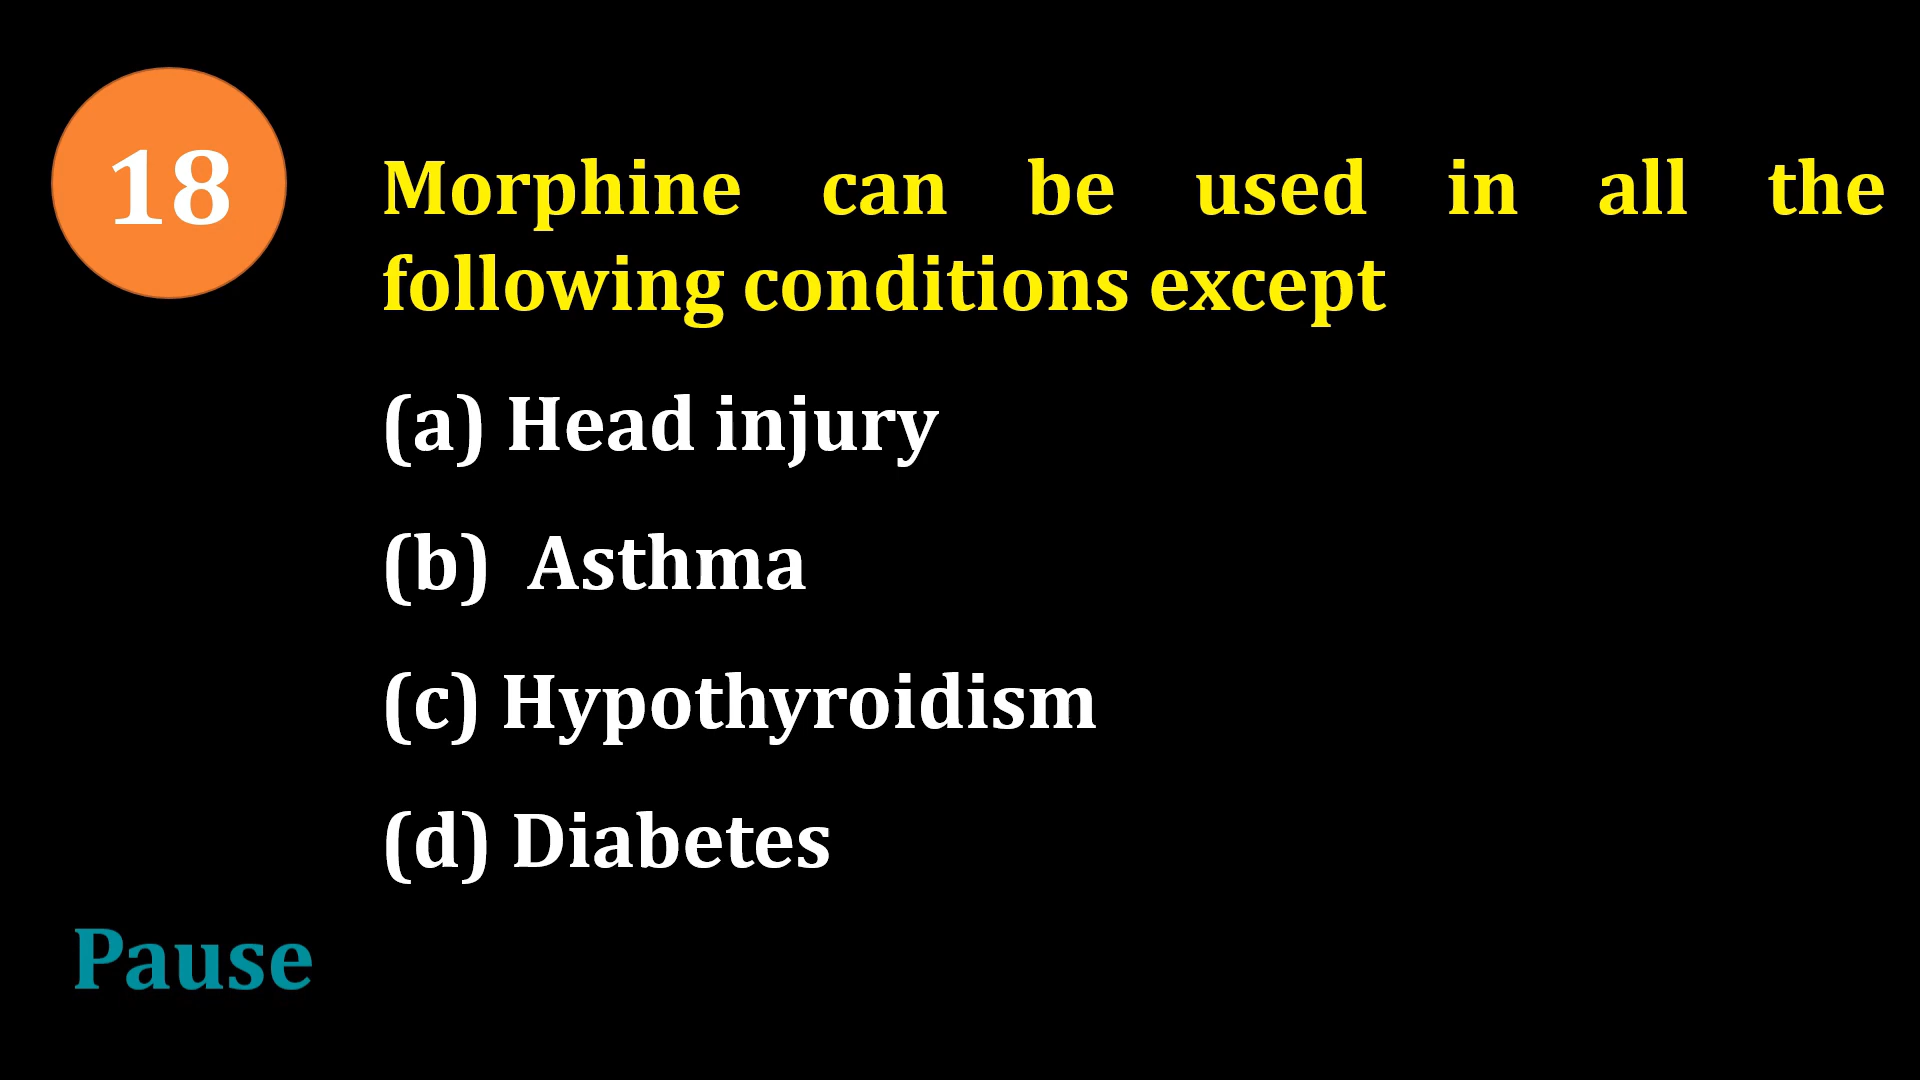 18
Morphine can be used in all the
following conditions except
(a) Head injury
(b) Asthma
(c) Hypothyroidism
(d) Diabetes
Pause